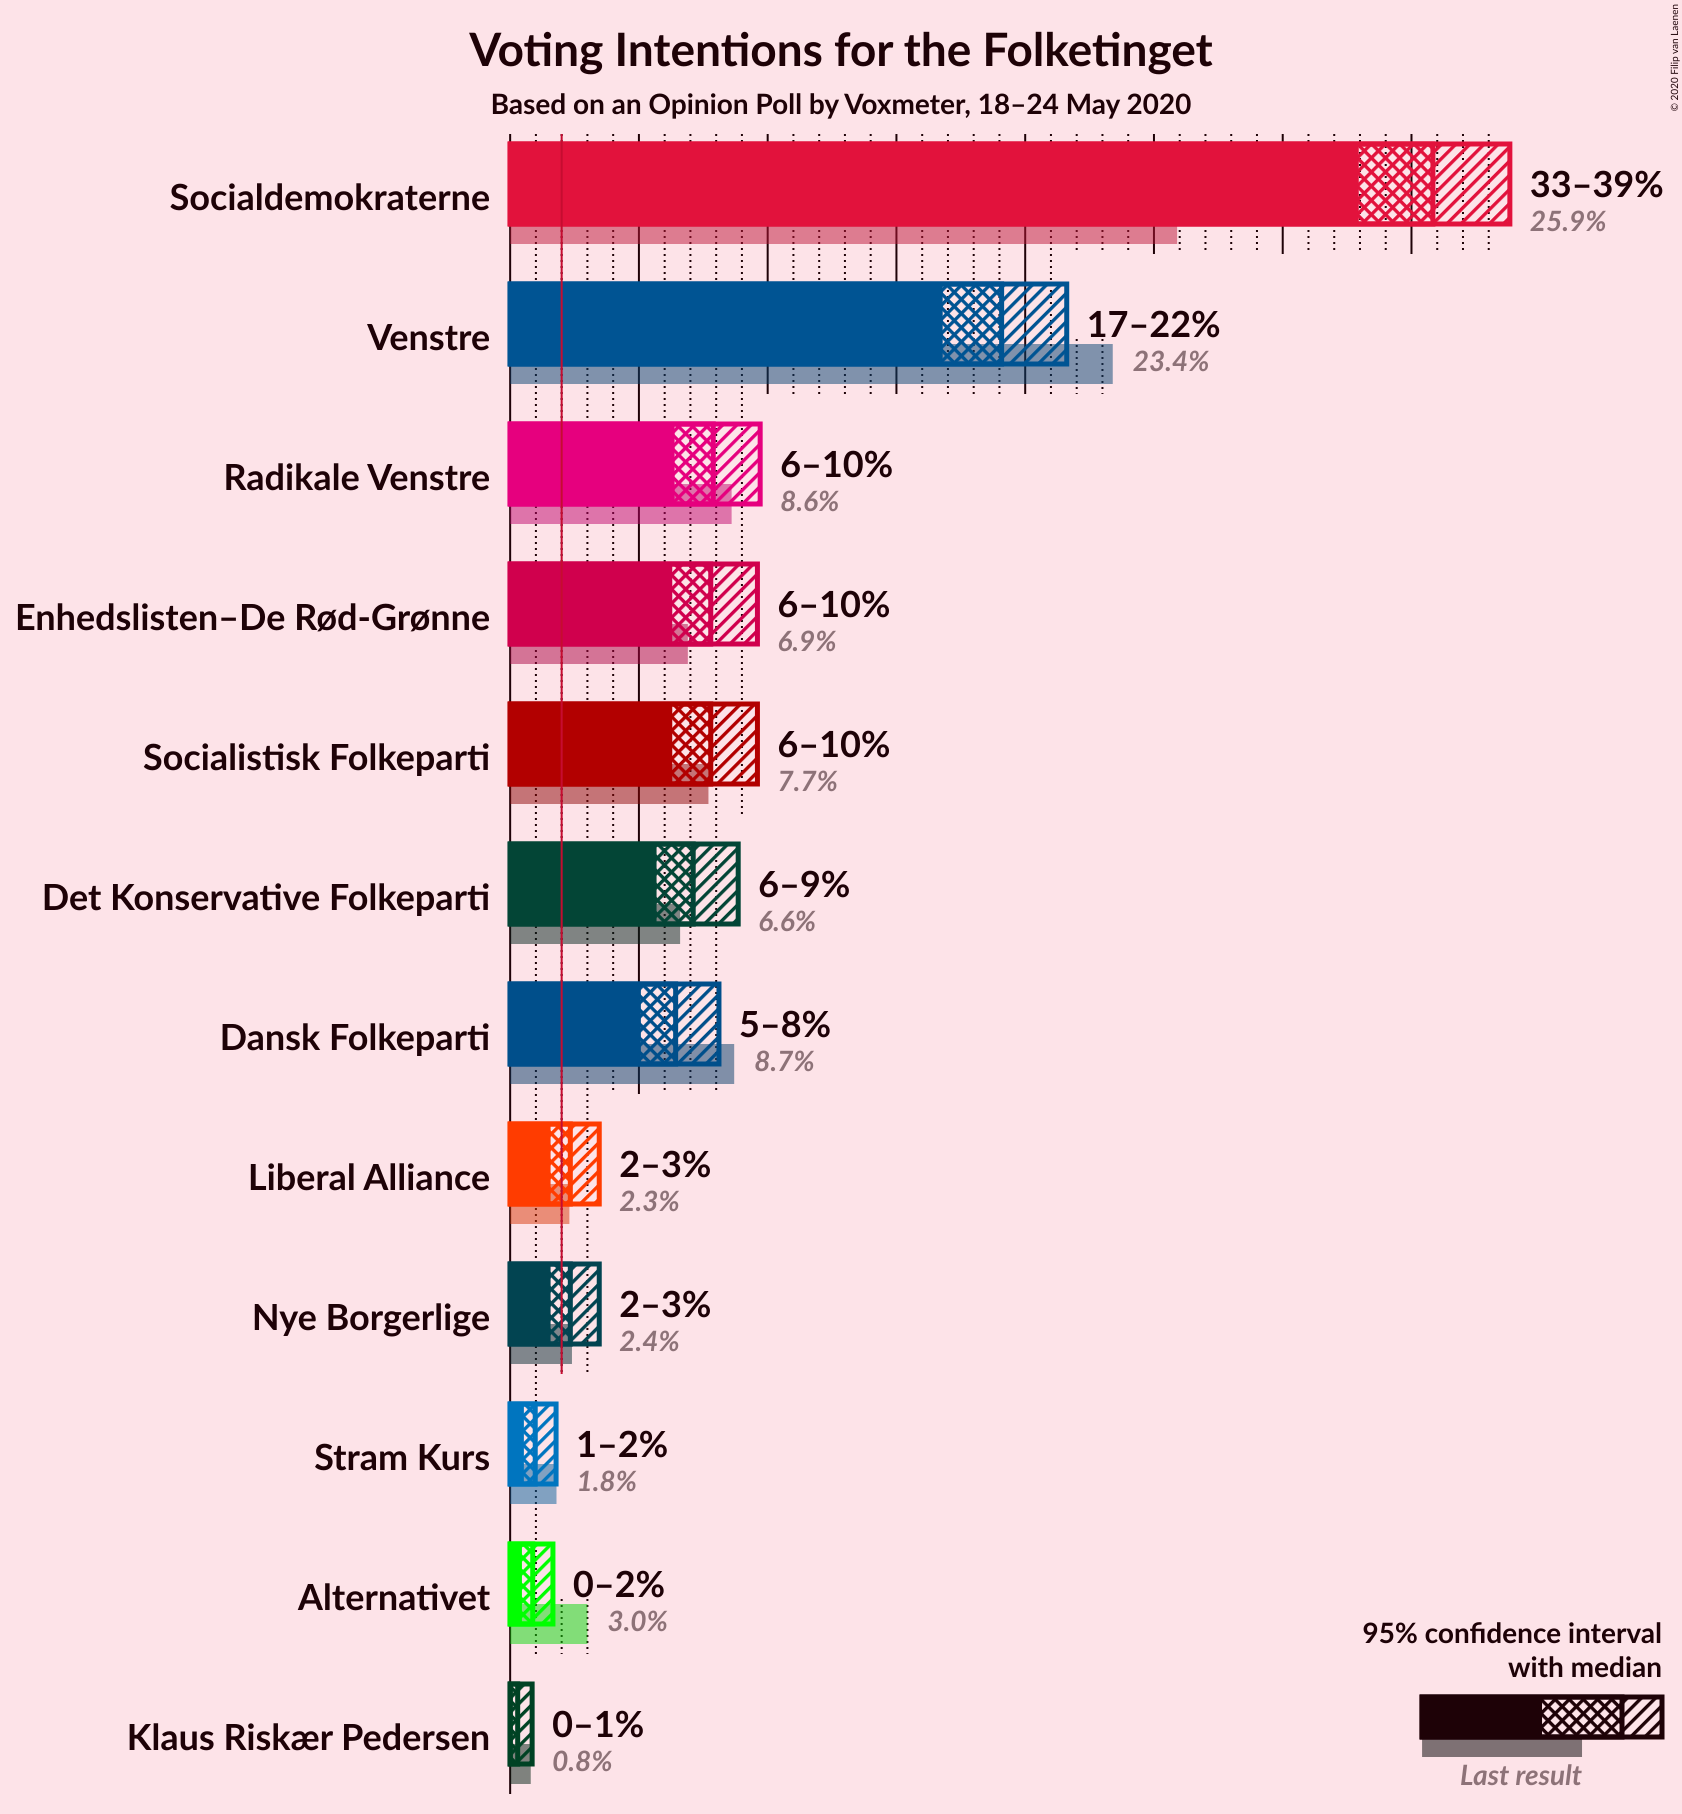 Voting Intentions for the Folketinget
Based on an Opinion Poll by Voxmeter, 18–24 May 2020
© 2020 Filip van Laenen
Socialdemokraterne
33–39%
25.9%
Venstre
17–22%
23.4%
Radikale Venstre
6–10%
8.6%
Enhedslisten–De Rød-Grønne
6–10%
6.9%
Socialistisk Folkeparti
6–10%
7.7%
Det Konservative Folkeparti
6–9%
6.6%
Dansk Folkeparti
5–8%
8.7%
Liberal Alliance
2–3%
2.3%
Nye Borgerlige
2–3%
2.4%
Stram Kurs
1–2%
1.8%
Alternativet
0–2%
3.0%
Klaus Riskær Pedersen
0–1%
0.8%
95% confidence interval
with median
Last result